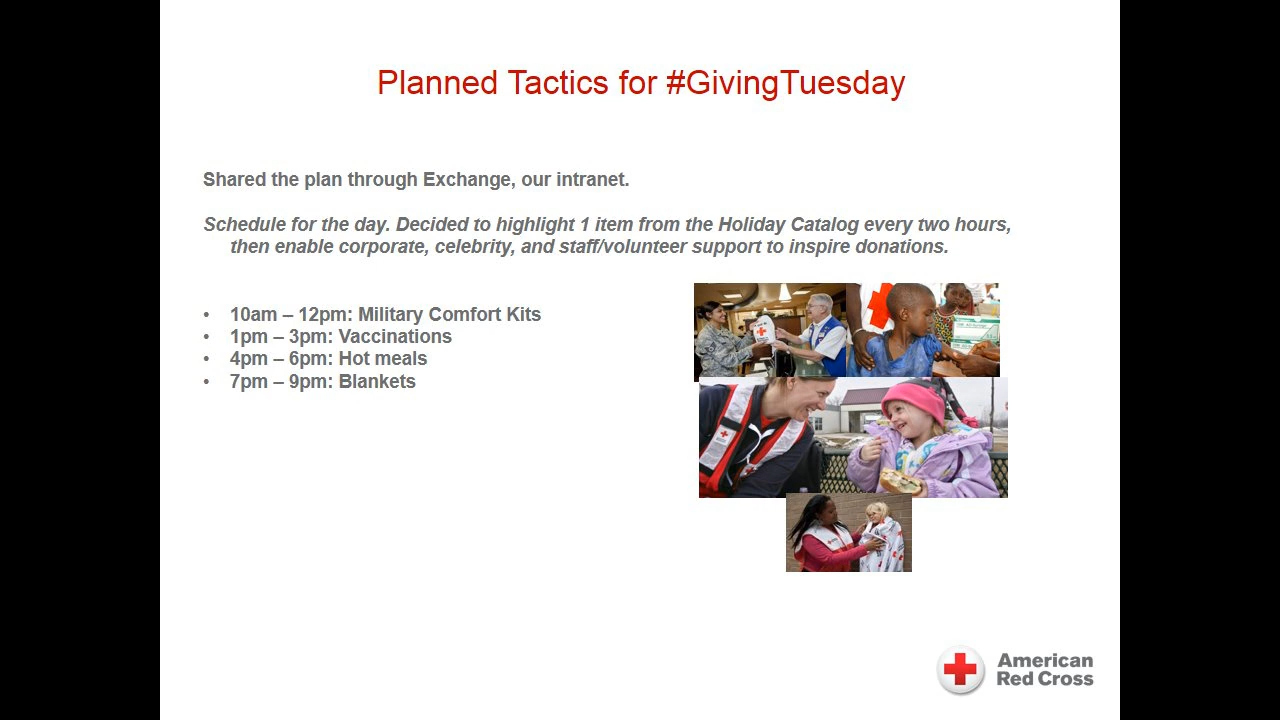 Planned Tactics for #GivingTuesday
Shared the plan through Exchange, our intranet.
Schedule for the day. Decided to highlight 1 item from the Holiday Catalog every two hours,
then enable corporate, celebrity, and staff/volunteer support to inspire donations.
• 10am – 12pm: Military Comfort Kits
• 1pm – 3pm: Vaccinations
• 4pm – 6pm: Hot meals
• 7pm – 9pm: Blankets
American
Red Cross